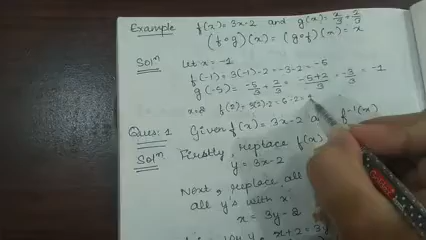 Example f(x) = 3x-2 and g(x) = x/3 + 2/3
(f∘g)(x) = (g∘f)(x) = x
Solⁿ Let x = -1
f(-1) = 3(-1)-2 = -3-2 = -5
g(-5) = -5/3 + 2/3 = -5+2/3 = -3/3 = -1
x=2 f(2) = 3(2)-2 = 6-2 = 4
Ques: 1 Given f(x) = 3x-2 f⁻¹(x)
Solⁿ Firstly, replace f(x)
y = 3x-2
Next, replace all
all y's with x
x = 3y-2
x+2 = 3y